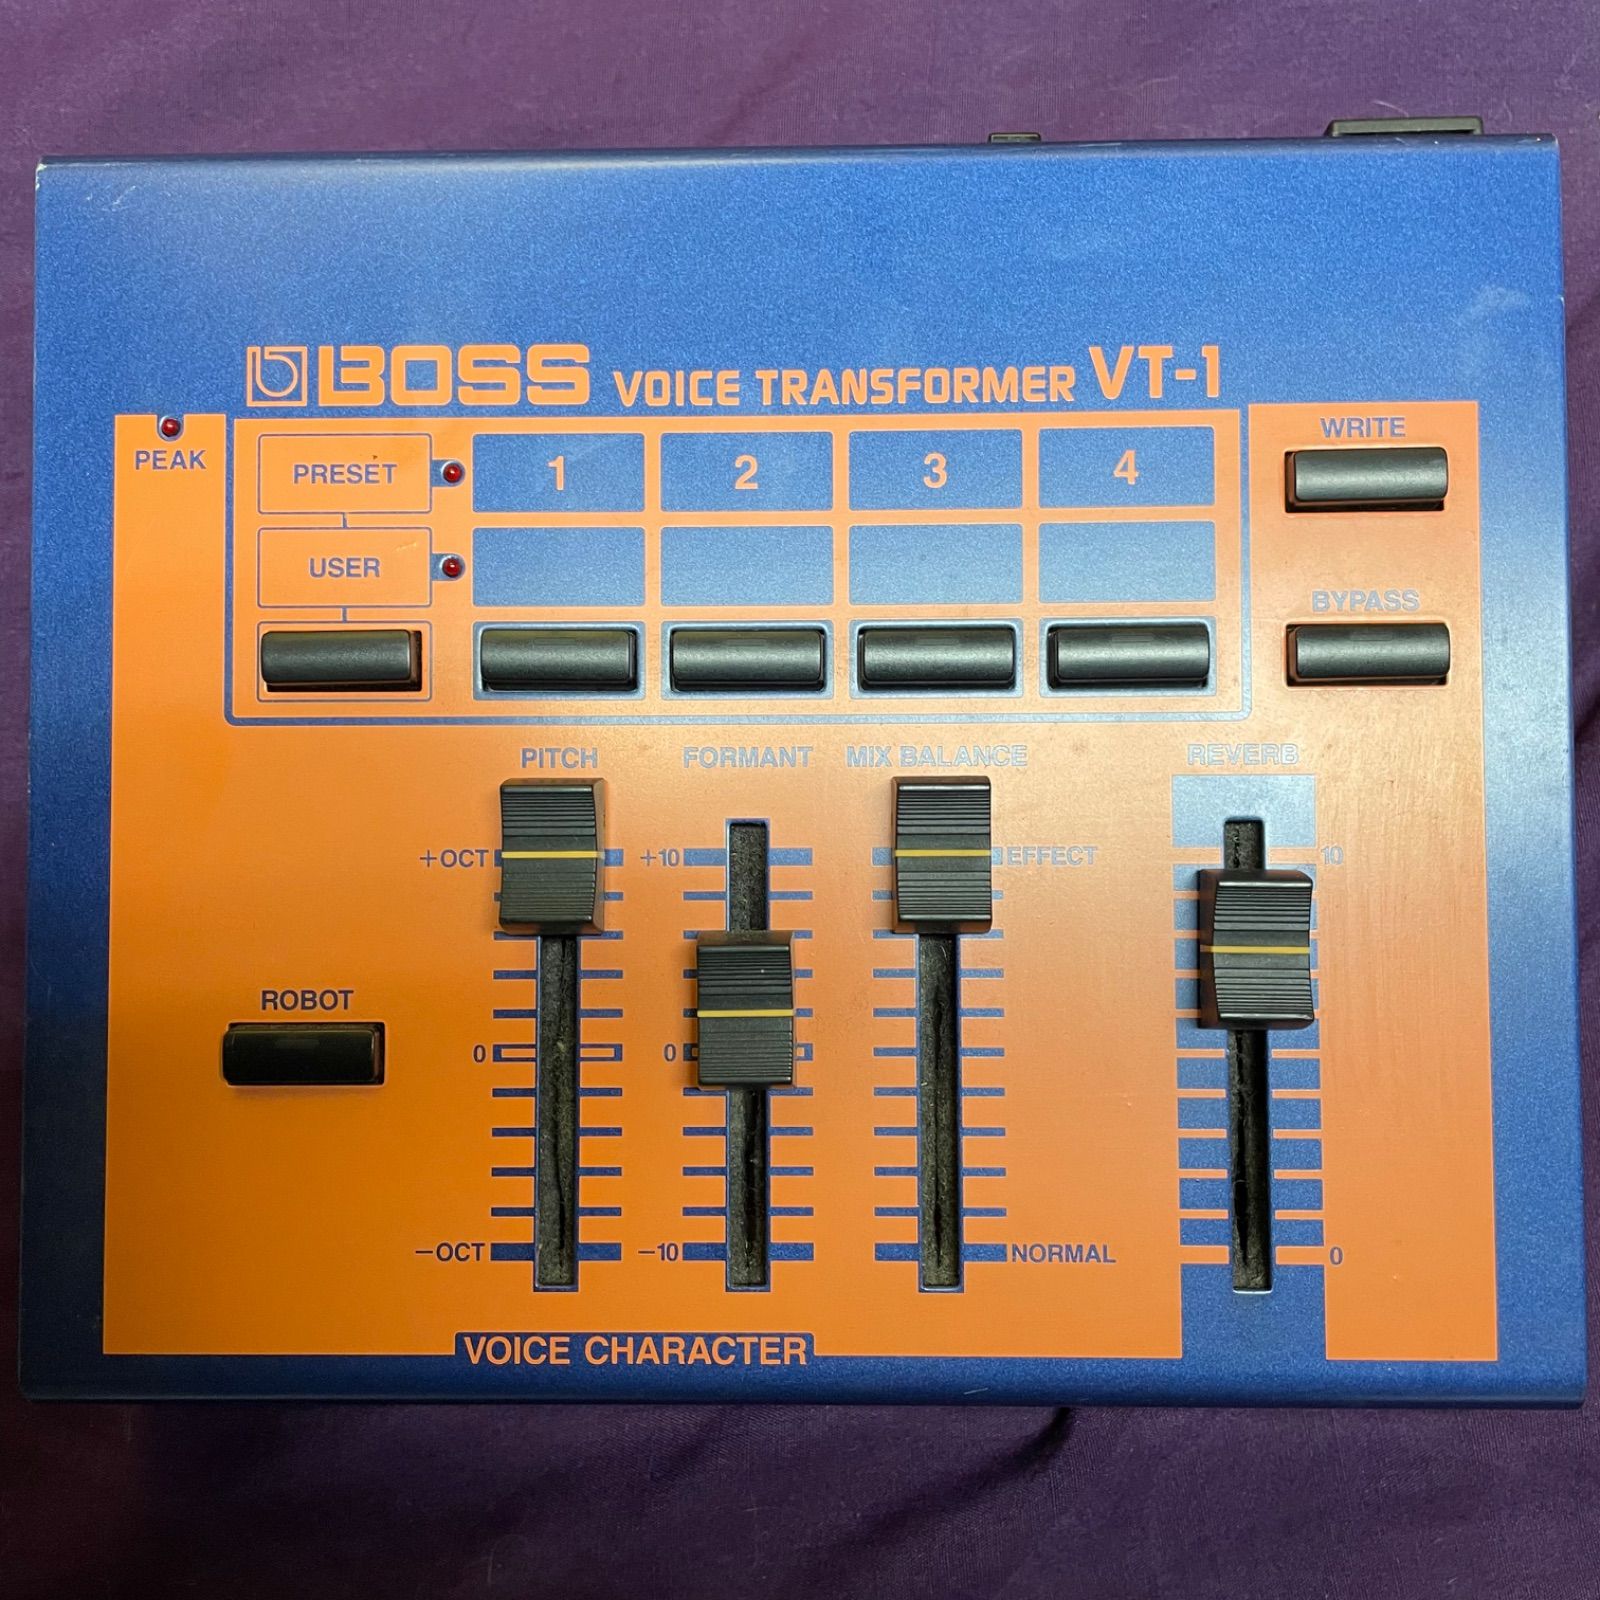 BOSS VOICE TRANSFORMER VT-1
PEAK
PRESET 1 2 3 4
USER
WRITE
BYPASS
PITCH FORMANT MIX BALANCE REVERB
+OCT +10 EFFECT 10
ROBOT
0 0
−OCT −10 NORMAL 0
VOICE CHARACTER